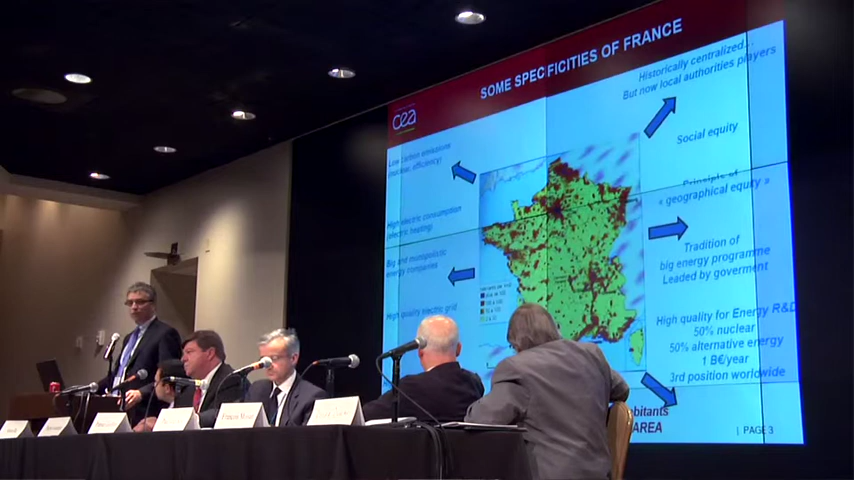 SOME SPECIFICITIES OF FRANCE
cea
Historically centralized...
But now local authorities players
Low carbon emissions
(nuclear, efficiency)
Social equity
Principle of
« geographical equity »
High electric consumption
(electric heating)
Big and monopolistic
energy companies
Tradition of
big energy programme
Leaded by goverment
High quality electric grid
High quality for Energy R&D
50% nuclear
50% alternative energy
1 B€/year
3rd position worldwide
AREA
| PAGE 3